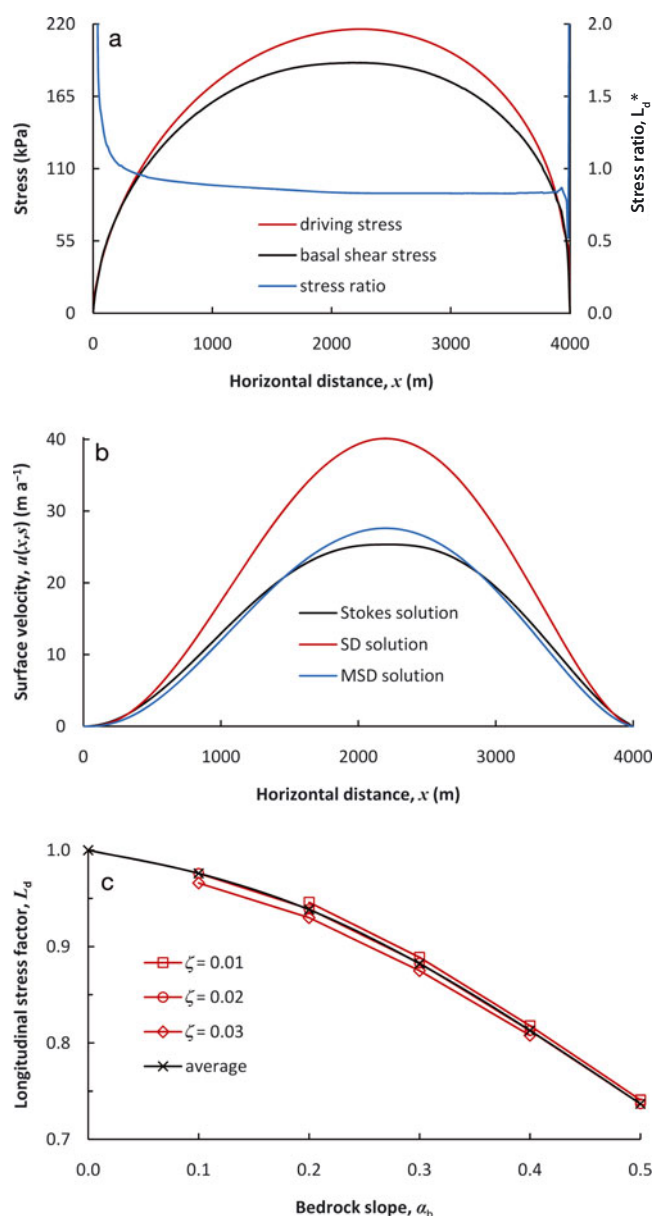 a
220
165
110
55
0
Stress (kPa)
2.0
1.5
1.0
0.5
0.0
Stress ratio, L_d*
driving stress
basal shear stress
stress ratio
0 1000 2000 3000 4000
Horizontal distance, x (m)
b
40
30
20
10
0
Surface velocity, u(x,s) (m a⁻¹)
Stokes solution
SD solution
MSD solution
0 1000 2000 3000 4000
Horizontal distance, x (m)
c
1.0
0.9
0.8
0.7
Longitudinal stress factor, L_d
ζ = 0.01
ζ = 0.02
ζ = 0.03
average
0.0 0.1 0.2 0.3 0.4 0.5
Bedrock slope, α_b